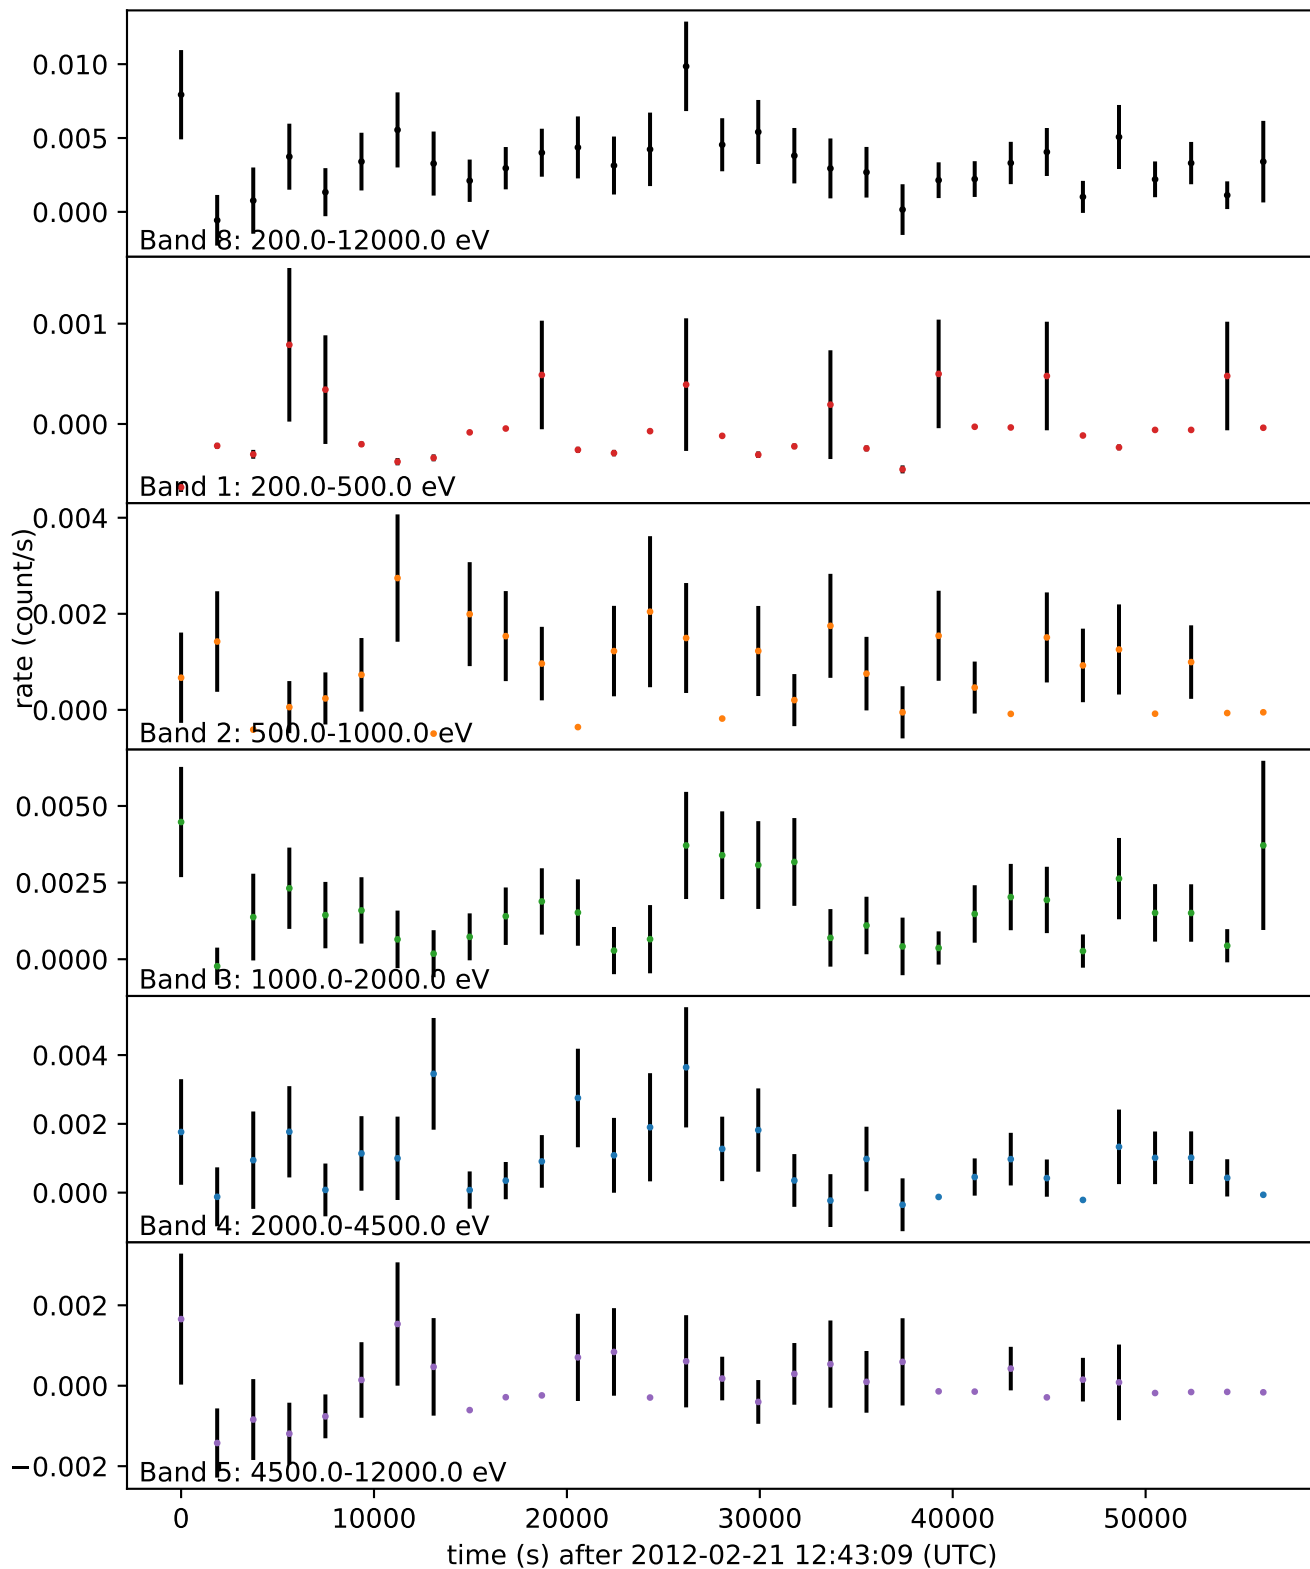 0.010
0.005
0.000
Band 8: 200.0-12000.0 eV
0.001
0.000
Band 1: 200.0-500.0 eV
rate (count/s)
0.004
0.002
0.000
Band 2: 500.0-1000.0 eV
0.0050
0.0025
0.0000
Band 3: 1000.0-2000.0 eV
0.004
0.002
0.000
Band 4: 2000.0-4500.0 eV
0.002
0.000
−0.002
Band 5: 4500.0-12000.0 eV
0 10000 20000 30000 40000 50000
time (s) after 2012-02-21 12:43:09 (UTC)